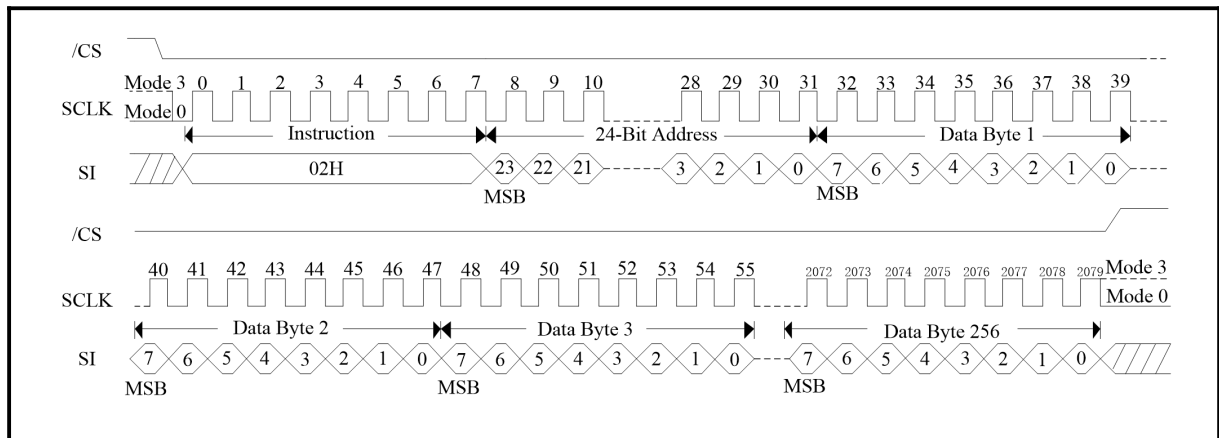 /CS
Mode 3 0 1 2 3 4 5 6 7 8 9 10 28 29 30 31 32 33 34 35 36 37 38 39
SCLK Mode 0
Instruction 24-Bit Address Data Byte 1
SI 02H 23 22 21 3 2 1 0 7 6 5 4 3 2 1 0
MSB MSB
/CS
40 41 42 43 44 45 46 47 48 49 50 51 52 53 54 55 2072 2073 2074 2075 2076 2077 2078 2079 Mode 3
SCLK Mode 0
Data Byte 2 Data Byte 3 Data Byte 256
SI 7 6 5 4 3 2 1 0 7 6 5 4 3 2 1 0 7 6 5 4 3 2 1 0
MSB MSB MSB